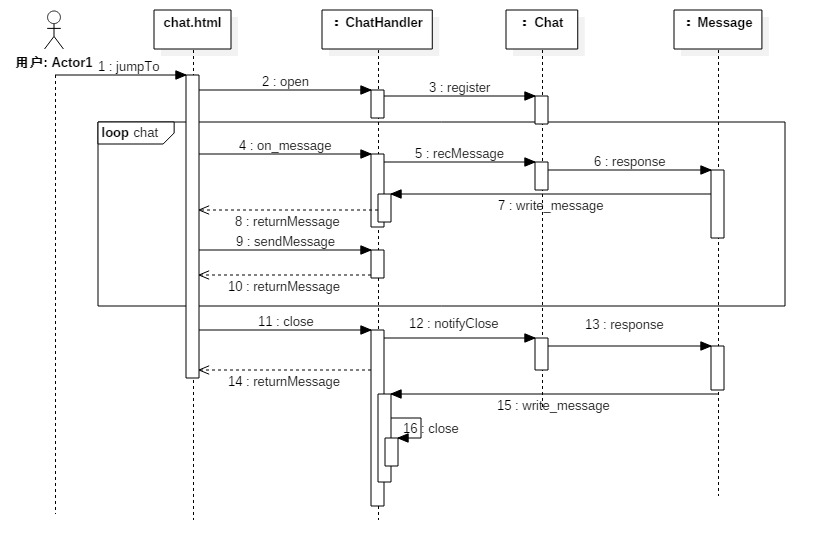 chat.html
: ChatHandler
: Chat
: Message
用户: Actor1
1 : jumpTo
2 : open
3 : register
loop chat
4 : on_message
5 : recMessage
6 : response
7 : write_message
8 : returnMessage
9 : sendMessage
10 : returnMessage
11 : close
12 : notifyClose
13 : response
14 : returnMessage
15 : write_message
16 : close